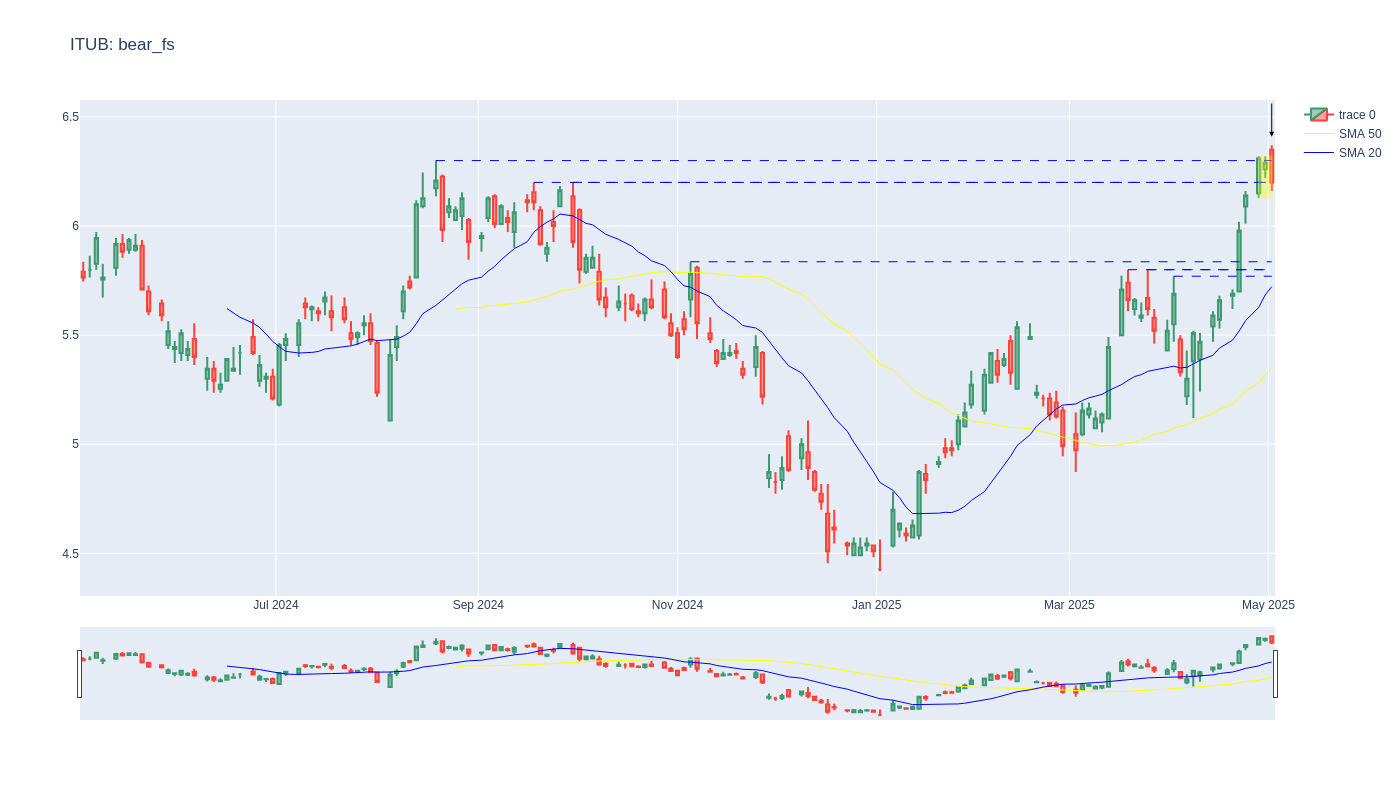 ITUB: bear_fs
6.5
6
5.5
5
4.5
Jul 2024
Sep 2024
Nov 2024
Jan 2025
Mar 2025
May 2025
trace 0
SMA 50
SMA 20